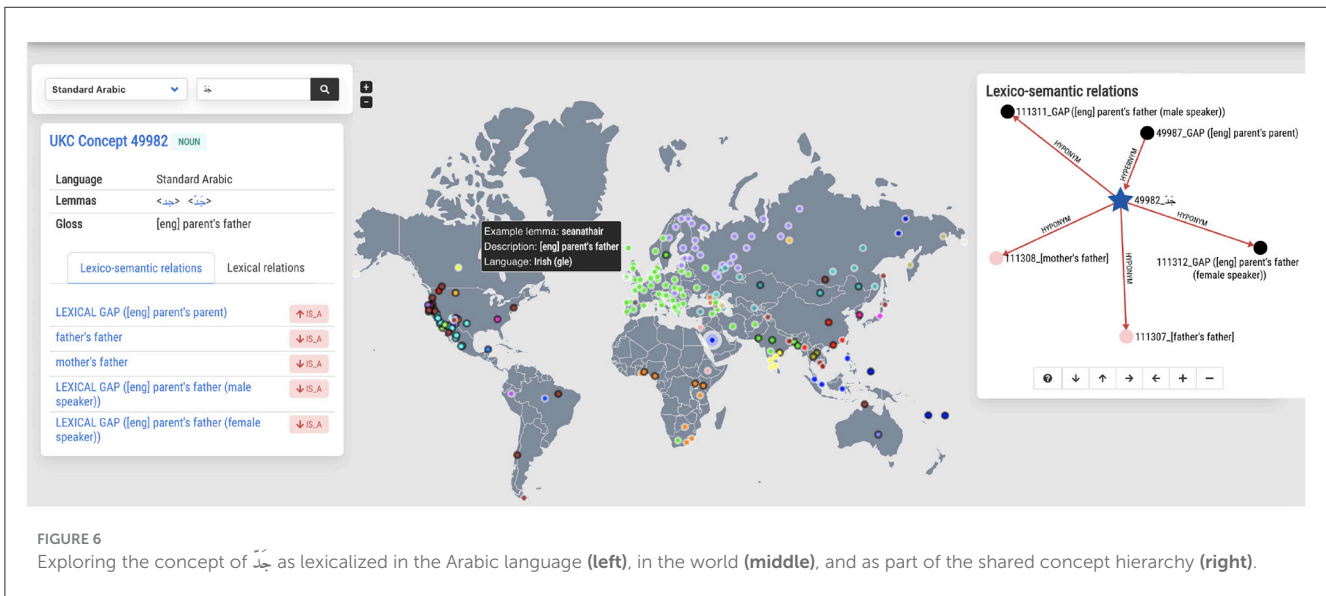 Standard Arabic
جَدّ
+
-
UKC Concept 49982 NOUN
Language Standard Arabic
Lemmas <جد> <جَدّ>
Gloss [eng] parent's father
Lexico-semantic relations Lexical relations
LEXICAL GAP ([eng] parent's parent) ↑ IS_A
father's father ↓ IS_A
mother's father ↓ IS_A
LEXICAL GAP ([eng] parent's father (male
speaker)) ↓ IS_A
LEXICAL GAP ([eng] parent's father (female
speaker)) ↓ IS_A
Example lemma: seanathair
Description: [eng] parent's father
Language: Irish (gle)
Lexico-semantic relations
111311_GAP ([eng] parent's father (male speaker))
49987_GAP ([eng] parent's parent)
HYPONYM
HYPERNYM
49982_جَدّ
HYPONYM
HYPONYM
111308_[mother's father]
HYPONYM
111312_GAP ([eng] parent's father
(female speaker))
111307_[father's father]
? ↓ ↑ → ← + −
FIGURE 6
Exploring the concept of جَدّ as lexicalized in the Arabic language (left), in the world (middle), and as part of the shared concept hierarchy (right).